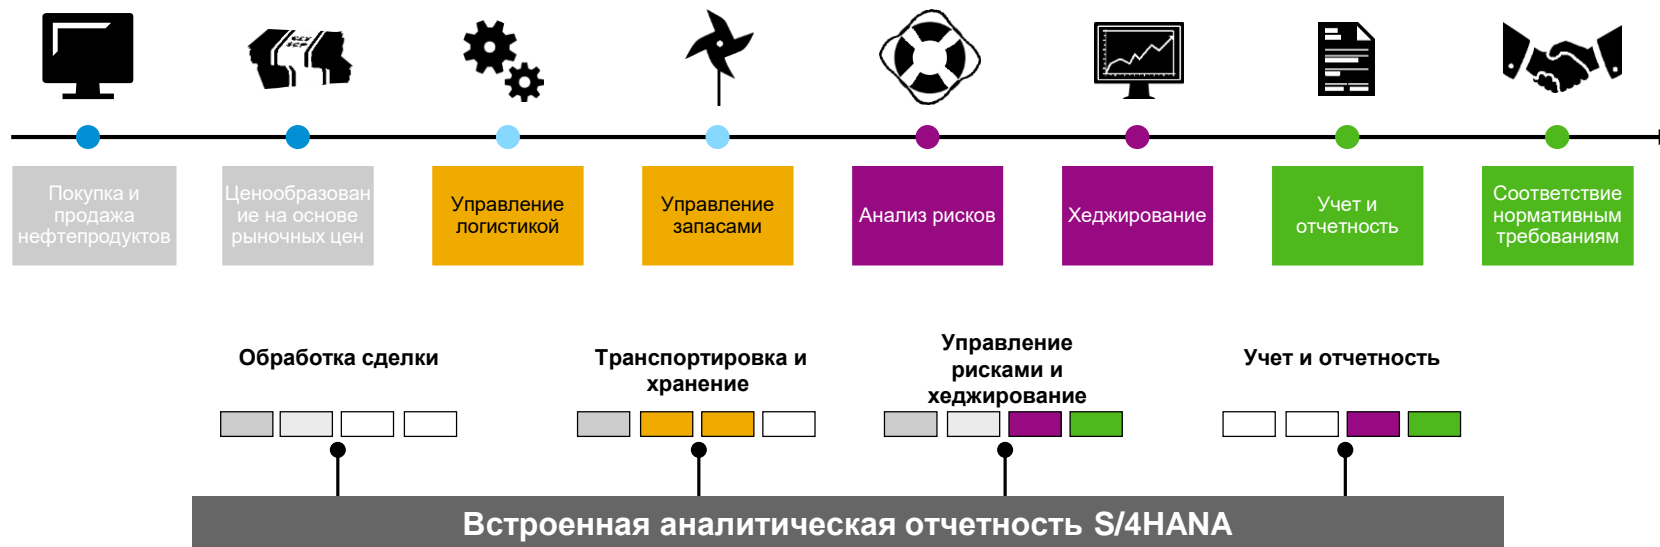 Покупка и
продажа
нефтепродуктов
Ценообразован
ие на основе
рыночных цен
Управление
логистикой
Управление
запасами
Анализ рисков
Хеджирование
Учет и
отчетность
Соответствие
нормативным
требованиям
Обработка сделки
Транспортировка и
хранение
Управление
рисками и
хеджирование
Учет и отчетность
Встроенная аналитическая отчетность S/4HANA